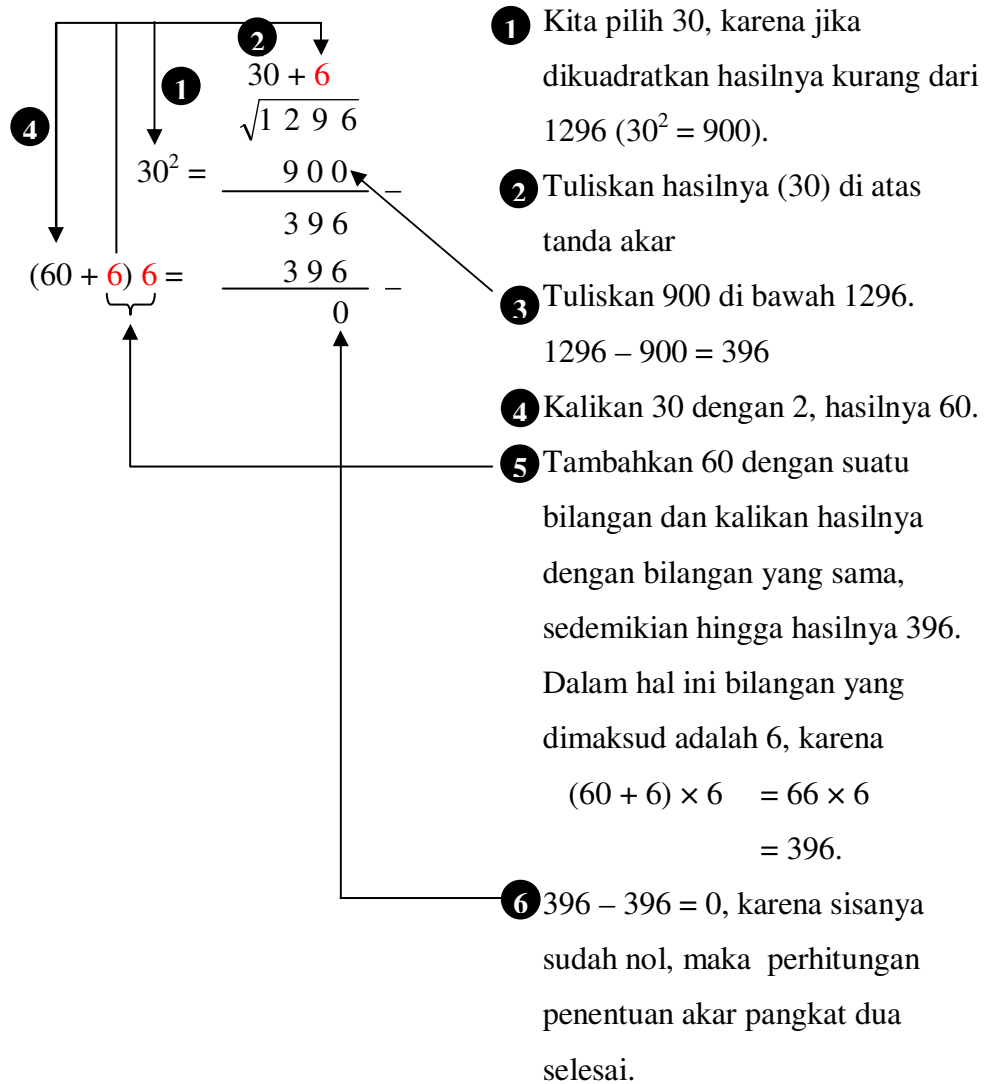 2
30 + 6
1
√1 2 9 6
4
30² = 9 0 0 –
3 9 6
(60 + 6) 6 = 3 9 6 –
0
1 Kita pilih 30, karena jika
dikuadratkan hasilnya kurang dari
1296 (30² = 900).
2 Tuliskan hasilnya (30) di atas
tanda akar
3 Tuliskan 900 di bawah 1296.
1296 – 900 = 396
4 Kalikan 30 dengan 2, hasilnya 60.
5 Tambahkan 60 dengan suatu
bilangan dan kalikan hasilnya
dengan bilangan yang sama,
sedemikian hingga hasilnya 396.
Dalam hal ini bilangan yang
dimaksud adalah 6, karena
(60 + 6) × 6 = 66 × 6
= 396.
6 396 – 396 = 0, karena sisanya
sudah nol, maka perhitungan
penentuan akar pangkat dua
selesai.